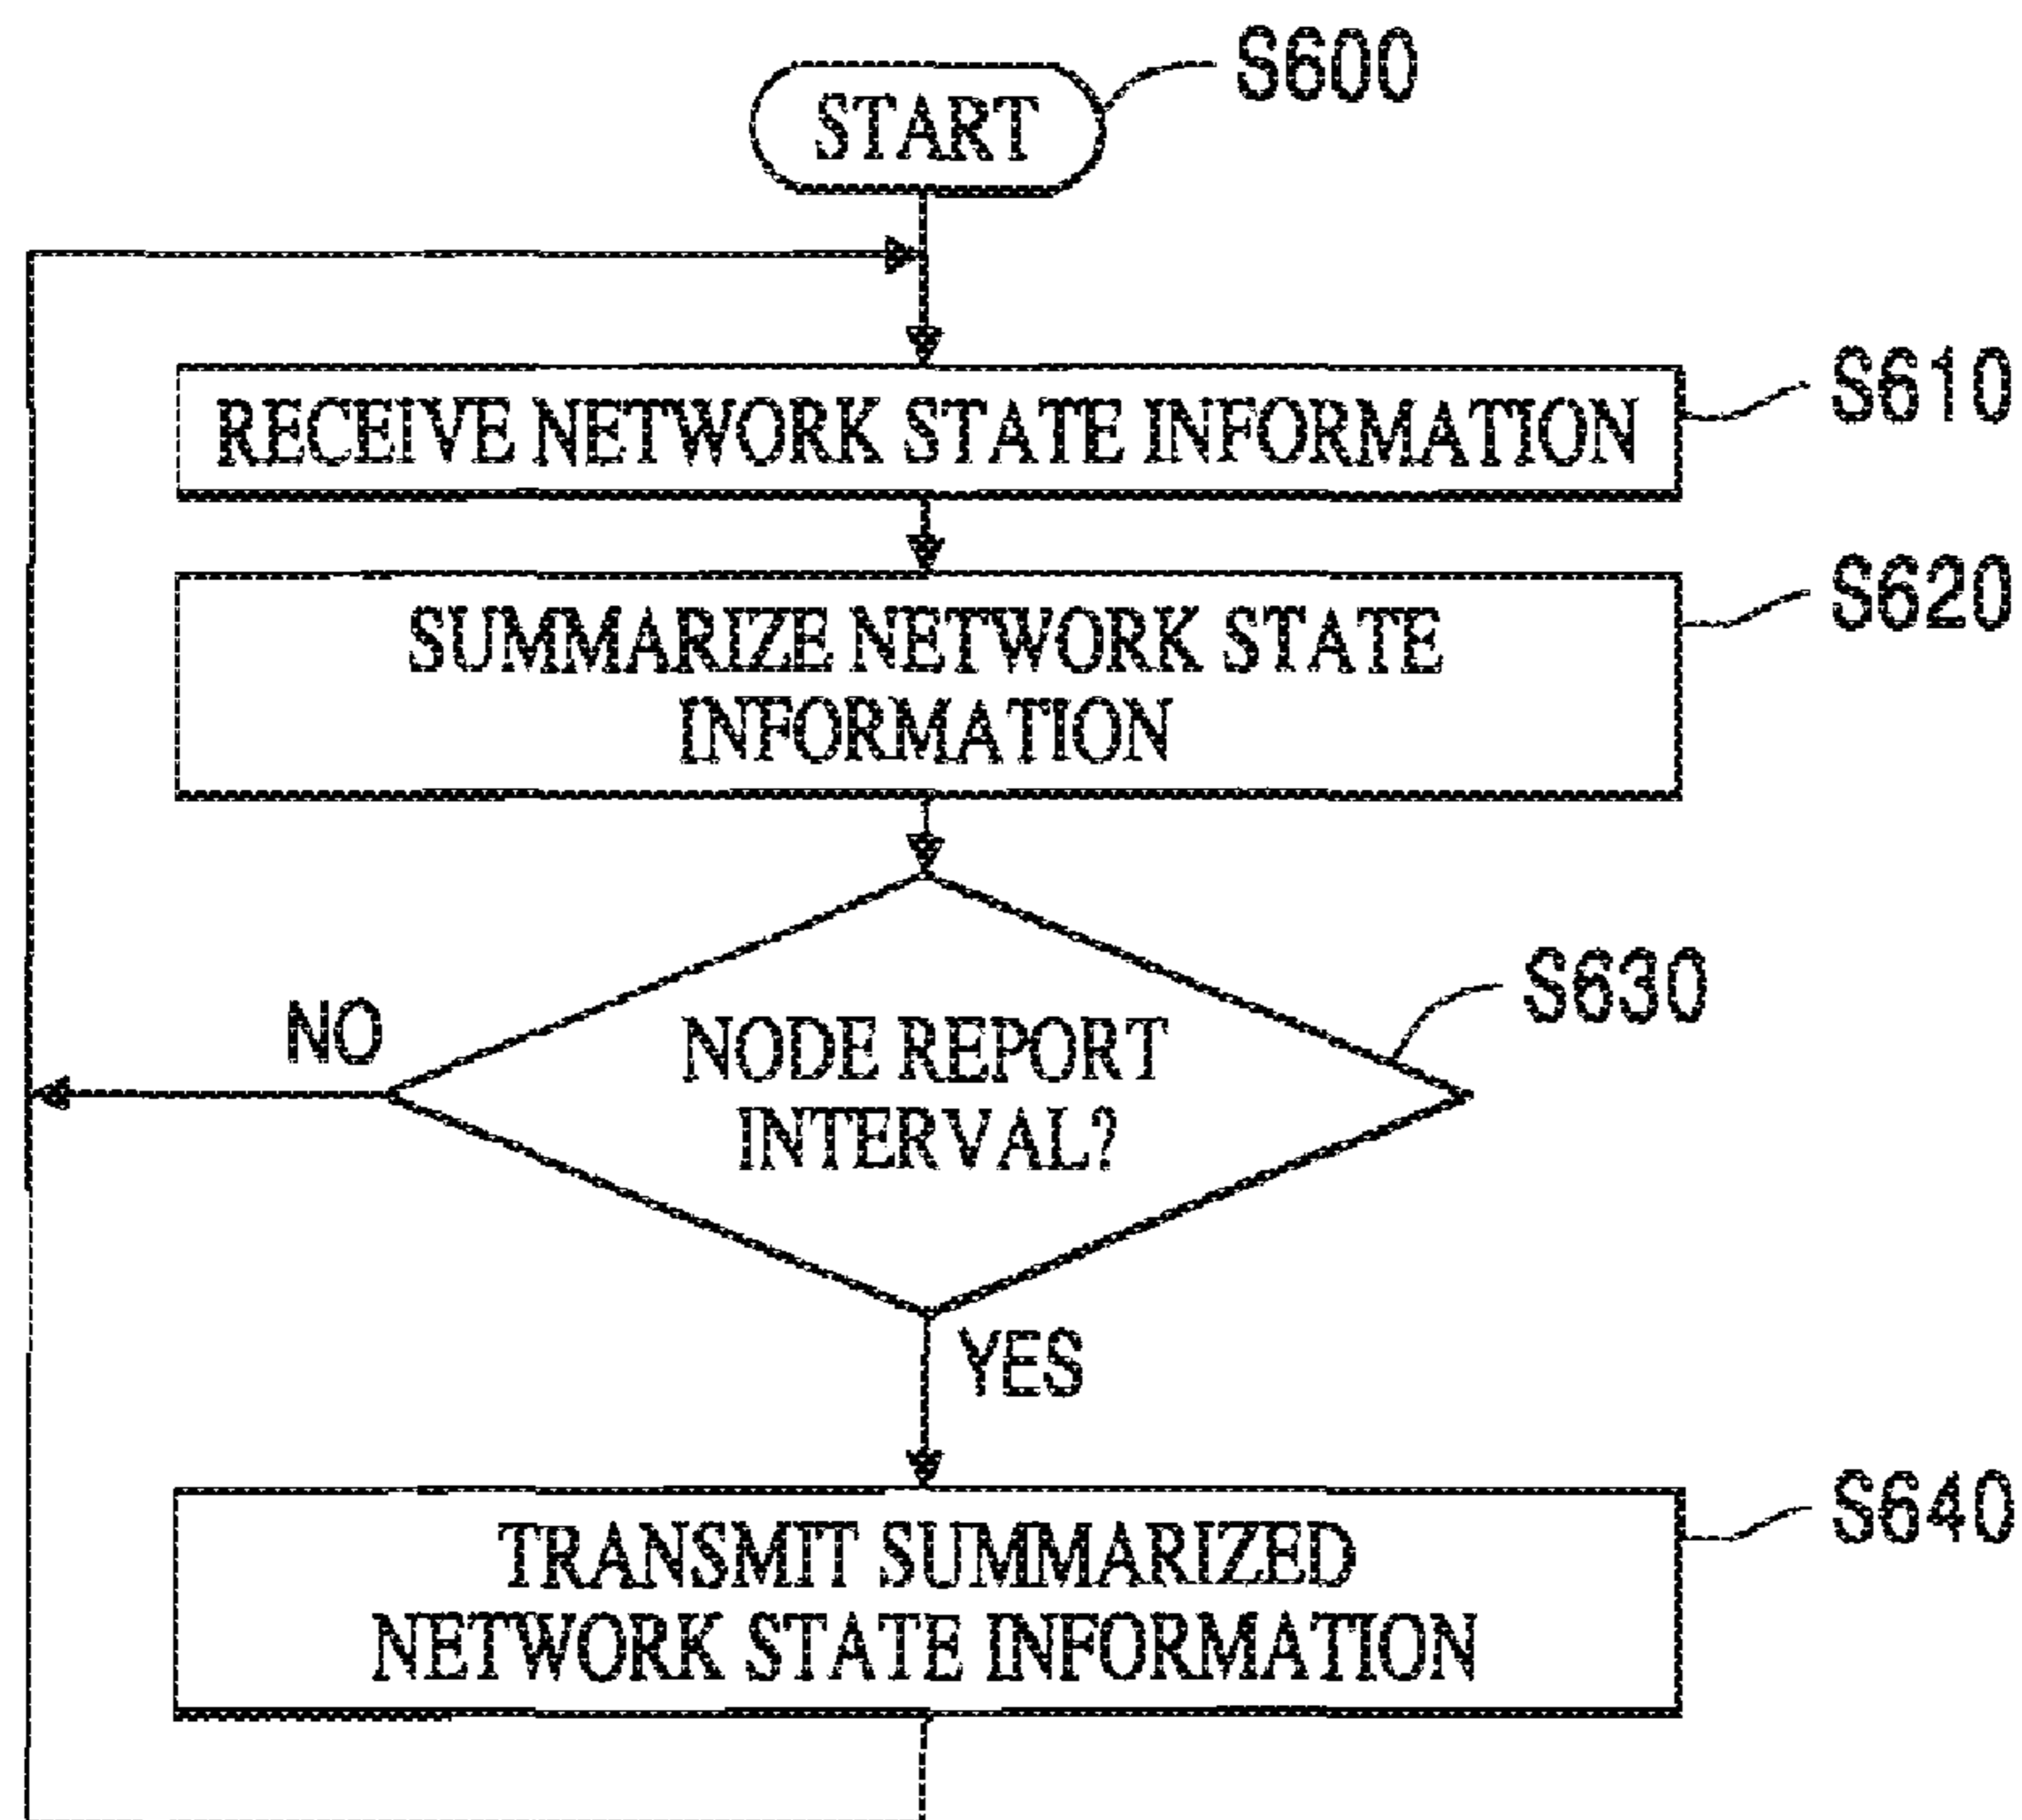 START
S600
RECEIVE NETWORK STATE INFORMATION
S610
SUMMARIZE NETWORK STATE
INFORMATION
S620
NODE REPORT
INTERVAL?
S630
NO
YES
TRANSMIT SUMMARIZED
NETWORK STATE INFORMATION
S640